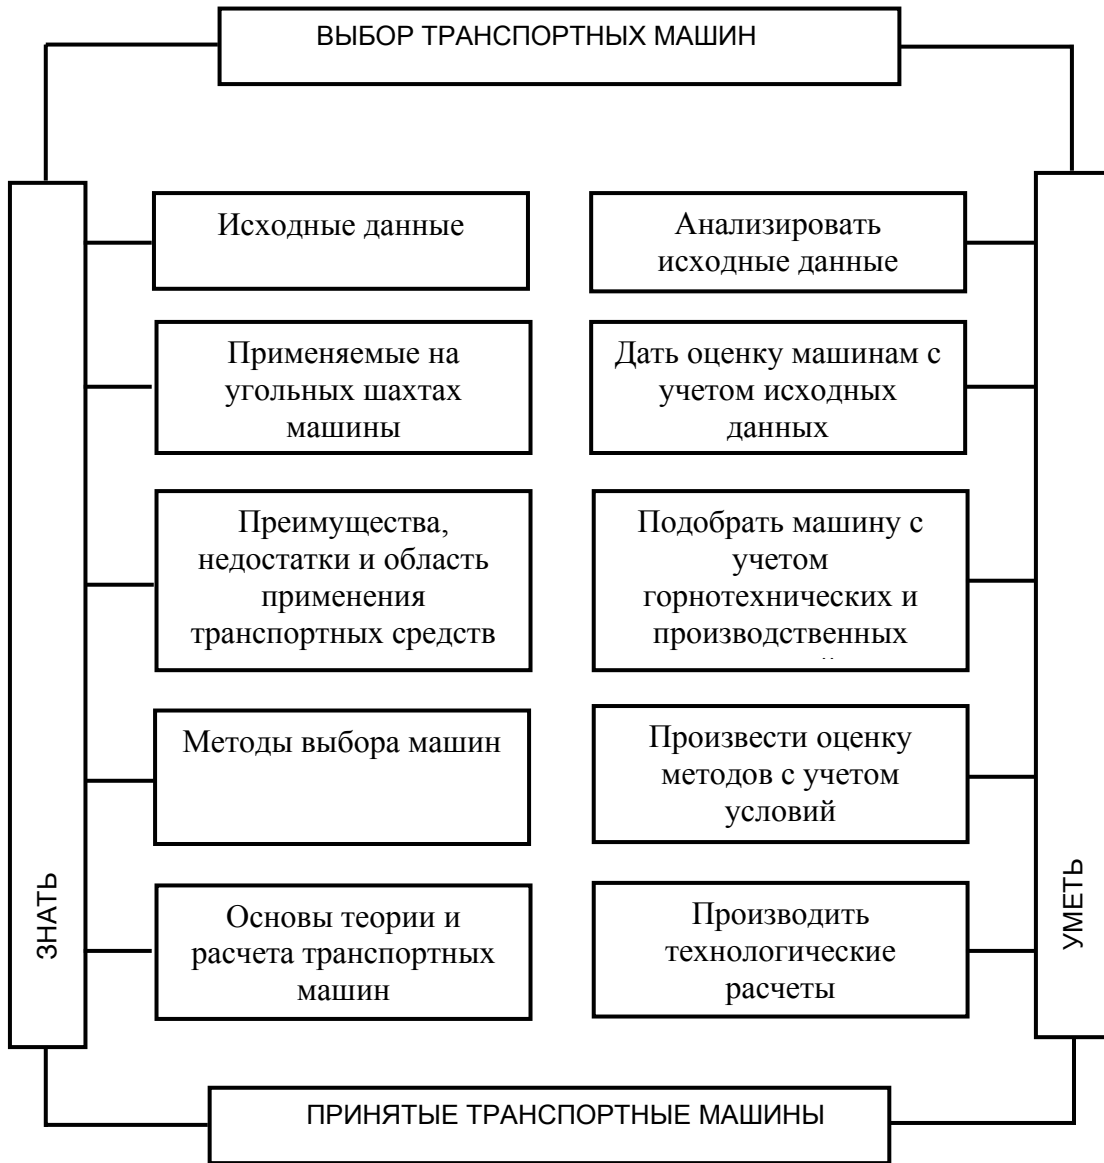 ВЫБОР ТРАНСПОРТНЫХ МАШИН
ЗНАТЬ
Исходные данные
Применяемые на
угольных шахтах
машины
Преимущества,
недостатки и область
применения
транспортных средств
Методы выбора машин
Основы теории и
расчета транспортных
машин
Анализировать
исходные данные
Дать оценку машинам с
учетом исходных
данных
Подобрать машину с
учетом
горнотехнических и
производственных
Произвести оценку
методов с учетом
условий
Производить
технологические
расчеты
УМЕТЬ
ПРИНЯТЫЕ ТРАНСПОРТНЫЕ МАШИНЫ